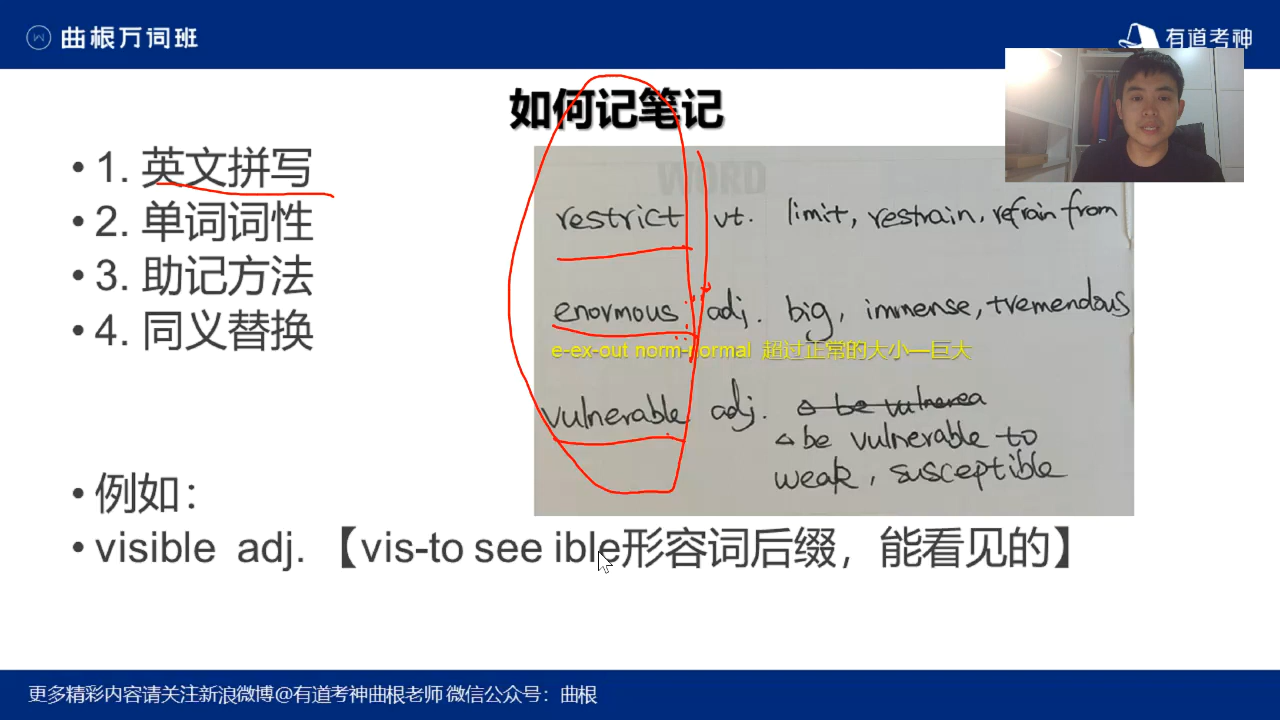 曲根万词班
有道考神
如何记笔记
• 1. 英文拼写
• 2. 单词词性
• 3. 助记方法
• 4. 同义替换
WORD
restrict vt. limit, restrain, refrain from
enormous adj. big, immense, tremendous
e-ex-out norm-normal 超过正常的大小—巨大
vulnerable adj. △ be vulnerea
△ be vulnerable to
weak, susceptible
• 例如：
• visible adj. 【vis-to see ible形容词后缀，能看见的】
更多精彩内容请关注新浪微博@有道考神曲根老师 微信公众号：曲根